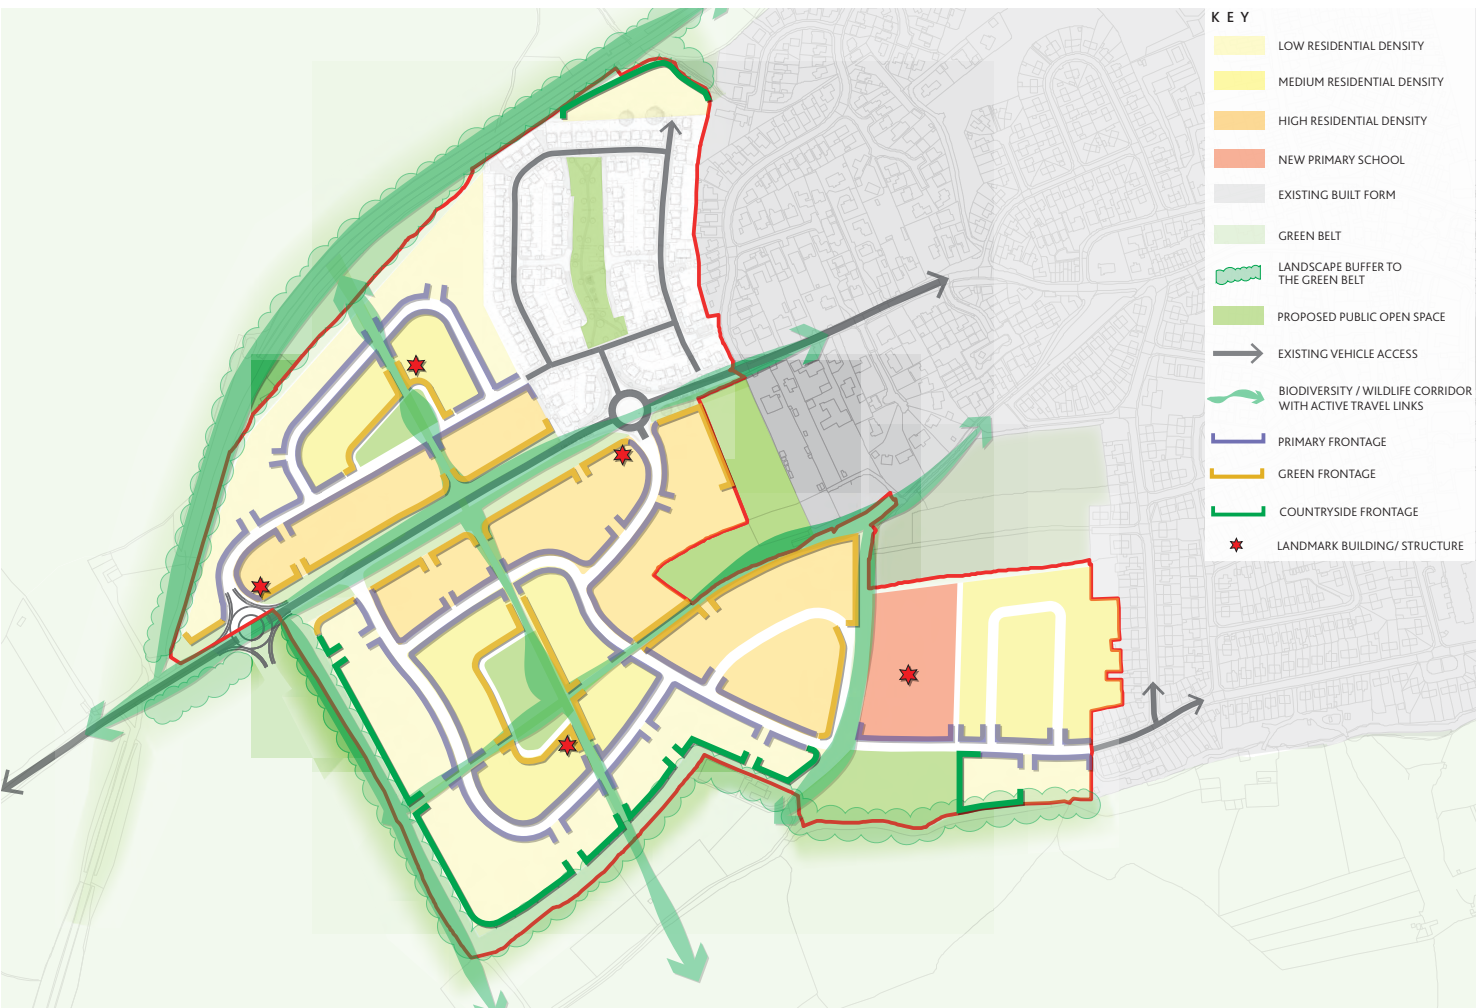 KEY
LOW RESIDENTIAL DENSITY
MEDIUM RESIDENTIAL DENSITY
HIGH RESIDENTIAL DENSITY
NEW PRIMARY SCHOOL
EXISTING BUILT FORM
GREEN BELT
LANDSCAPE BUFFER TO
THE GREEN BELT
PROPOSED PUBLIC OPEN SPACE
EXISTING VEHICLE ACCESS
BIODIVERSITY / WILDLIFE CORRIDOR
WITH ACTIVE TRAVEL LINKS
PRIMARY FRONTAGE
GREEN FRONTAGE
COUNTRYSIDE FRONTAGE
LANDMARK BUILDING/ STRUCTURE